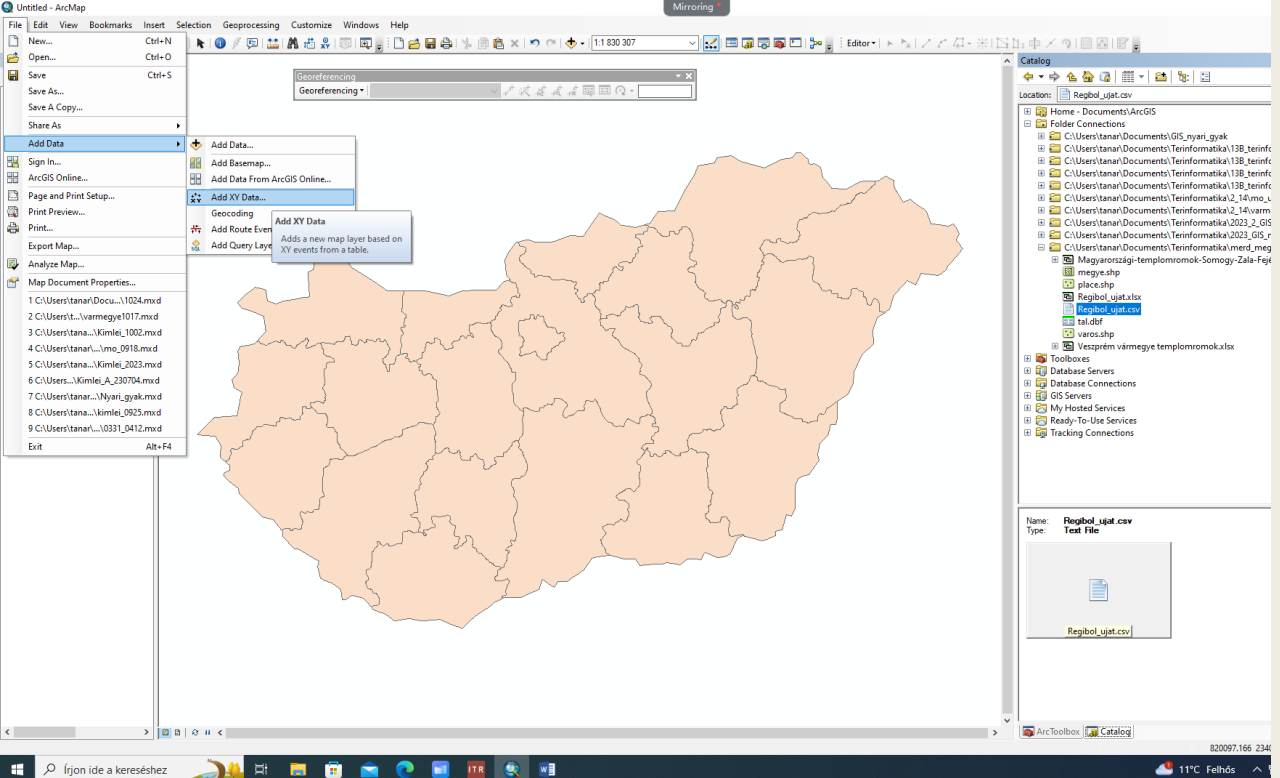 Untitled - ArcMap
Mirroring *
File Edit View Bookmarks Insert Selection Geoprocessing Customize Windows Help
New... Ctrl+N
Open... Ctrl+O
Save Ctrl+S
Save As...
Save A Copy...
Share As
Add Data
Sign In...
ArcGIS Online...
Page and Print Setup...
Print Preview...
Print...
Export Map...
Analyze Map...
Map Document Properties...
1 C:\Users\tanar\Docu...\1024.mxd
2 C:\Users\t...\varmegye1017.mxd
3 C:\Users\tana...\Kimlei_1002.mxd
4 C:\Users\tanar\...\mo_0918.mxd
5 C:\Users\tana...\Kimlei_2023.mxd
6 C:\Users...\Kimlei_A_230704.mxd
7 C:\Users\tanar...\Nyari_gyak.mxd
8 C:\Users\tana...\kimlei_0925.mxd
9 C:\Users\tanar\...\0331_0412.mxd
Exit Alt+F4
Add Data...
Add Basemap...
Add Data From ArcGIS Online...
Add XY Data...
Geocoding
Add Route Even
Add Query Laye
Add XY Data
Adds a new map layer based on
XY events from a table.
1:1 830 307
Editor
Georeferencing
Georeferencing
Catalog
Location: Regibol_ujat.csv
Home - Documents\ArcGIS
Folder Connections
C:\Users\tanar\Documents\GIS_nyari_gyak
C:\Users\tanar\Documents\Terinformatika\13B_terinfo
C:\Users\tanar\Documents\Terinformatika\13B_terinfo
C:\Users\tanar\Documents\Terinformatika\13B_terinfo
C:\Users\tanar\Documents\Terinformatika\13B_terinfo
C:\Users\tanar\Documents\Terinformatika\2_14\mo_u
C:\Users\tanar\Documents\Terinformatika\2_14\varm
C:\Users\tanar\Documents\Terinformatika\2023_2_GIS
C:\Users\tanar\Documents\Terinformatika\2023_GIS_r
C:\Users\tanar\Documents\Terinformatika\merd_meg
Magyarországi-templomromok-Somogy-Zala-Fejé
megye.shp
place.shp
Regibol_ujat.xlsx
Regibol_ujat.csv
tal.dbf
varos.shp
Veszprém vármegye templomromok.xlsx
Toolboxes
Database Servers
Database Connections
GIS Servers
My Hosted Services
Ready-To-Use Services
Tracking Connections
Name: Regibol_ujat.csv
Type: Text File
Regibol_ujat.csv
ArcToolbox Catalog
820097.166 2340
Írjon ide a kereséshez
ITR
W
11°C Felhős